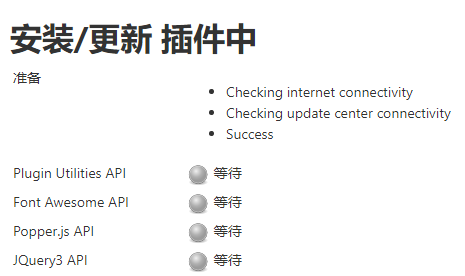 安装/更新 插件中
准备
Checking internet connectivity
Checking update center connectivity
Success
Plugin Utilities API 等待
Font Awesome API 等待
Popper.js API 等待
JQuery3 API 等待